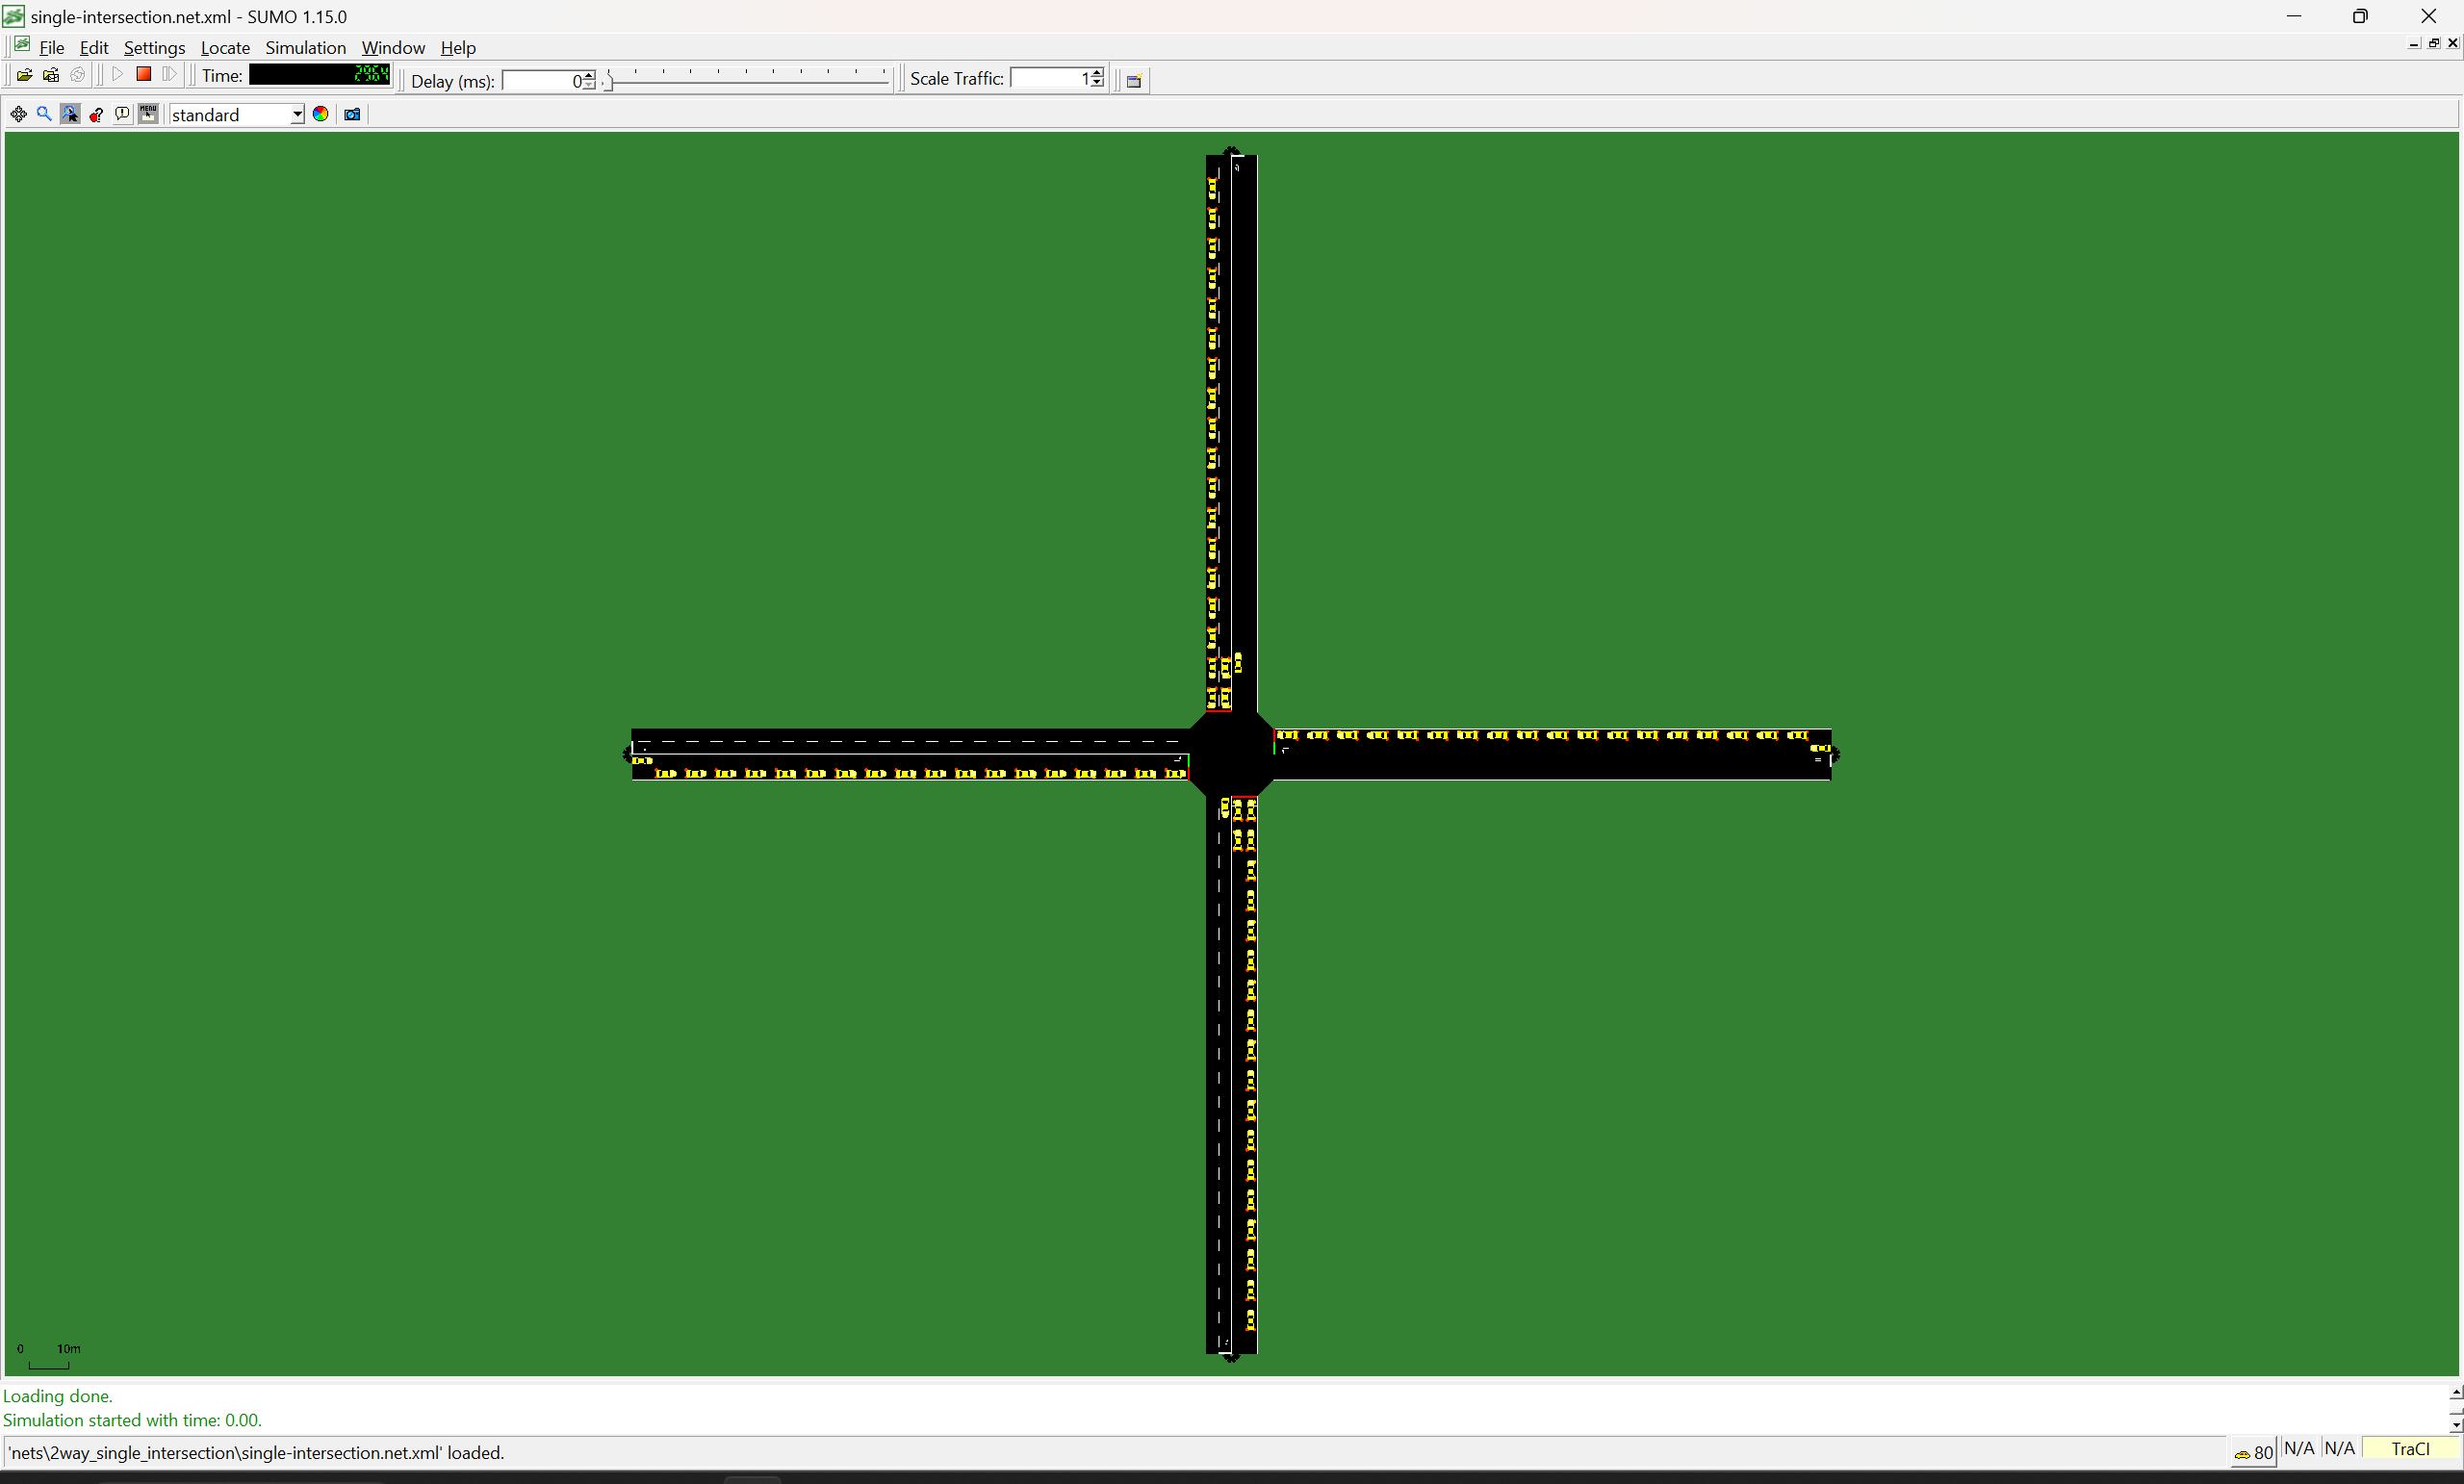 single-intersection.net.xml - SUMO 1.15.0
File Edit Settings Locate Simulation Window Help
Time: 2964 Delay (ms): 0 Scale Traffic: 1
MENU standard
0 10m
Loading done.
Simulation started with time: 0.00.
'nets\2way_single_intersection\single-intersection.net.xml' loaded. 80 N/A N/A TraCI